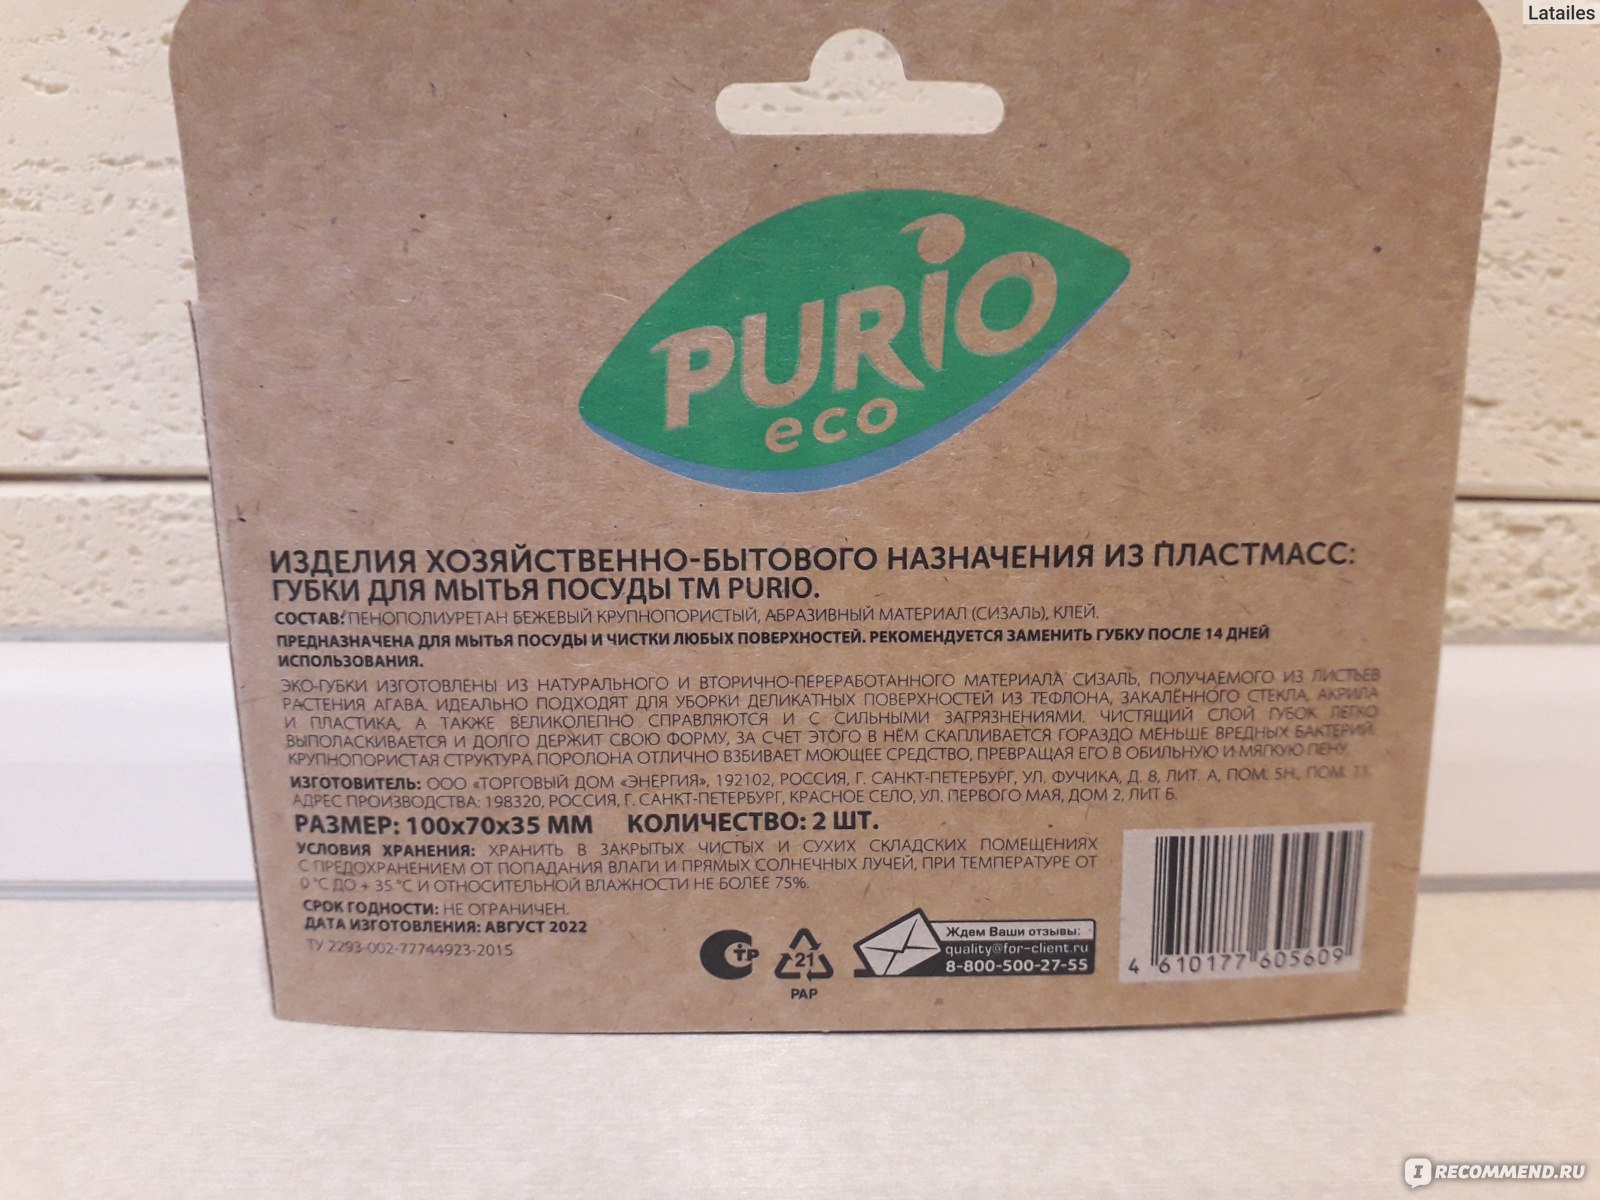 Latailes
PURIO
eco
ИЗДЕЛИЯ ХОЗЯЙСТВЕННО-БЫТОВОГО НАЗНАЧЕНИЯ ИЗ ПЛАСТМАСС:
ГУБКИ ДЛЯ МЫТЬЯ ПОСУДЫ ТМ PURIO.
СОСТАВ: ПЕНОПОЛИУРЕТАН БЕЖЕВЫЙ КРУПНОПОРИСТЫЙ, АБРАЗИВНЫЙ МАТЕРИАЛ (СИЗАЛЬ), КЛЕЙ.
ПРЕДНАЗНАЧЕНА ДЛЯ МЫТЬЯ ПОСУДЫ И ЧИСТКИ ЛЮБЫХ ПОВЕРХНОСТЕЙ. РЕКОМЕНДУЕТСЯ ЗАМЕНИТЬ ГУБКУ ПОСЛЕ 14 ДНЕЙ
ИСПОЛЬЗОВАНИЯ.
ЭКО-ГУБКИ ИЗГОТОВЛЕНЫ ИЗ НАТУРАЛЬНОГО И ВТОРИЧНО-ПЕРЕРАБОТАННОГО МАТЕРИАЛА СИЗАЛЬ, ПОЛУЧАЕМОГО ИЗ ЛИСТЬЕВ
РАСТЕНИЯ АГАВА. ИДЕАЛЬНО ПОДХОДЯТ ДЛЯ УБОРКИ ДЕЛИКАТНЫХ ПОВЕРХНОСТЕЙ ИЗ ТЕФЛОНА, ЗАКАЛЁННОГО СТЕКЛА, АКРИЛА
И ПЛАСТИКА, А ТАКЖЕ ВЕЛИКОЛЕПНО СПРАВЛЯЮТСЯ И С СИЛЬНЫМИ ЗАГРЯЗНЕНИЯМИ. ЧИСТЯЩИЙ СЛОЙ ГУБОК ЛЕГКО
ВЫПОЛАСКИВАЕТСЯ И ДОЛГО ДЕРЖИТ СВОЮ ФОРМУ, ЗА СЧЕТ ЭТОГО В НЁМ СКАПЛИВАЕТСЯ ГОРАЗДО МЕНЬШЕ ВРЕДНЫХ БАКТЕРИЙ.
КРУПНОПОРИСТАЯ СТРУКТУРА ПОРОЛОНА ОТЛИЧНО ВЗБИВАЕТ МОЮЩЕЕ СРЕДСТВО, ПРЕВРАЩАЯ ЕГО В ОБИЛЬНУЮ И МЯГКУЮ ПЕНУ.
ИЗГОТОВИТЕЛЬ: ООО «ТОРГОВЫЙ ДОМ «ЭНЕРГИЯ», 192102, РОССИЯ, Г. САНКТ-ПЕТЕРБУРГ, УЛ. ФУЧИКА, Д. 8, ЛИТ. А, ПОМ. 5Н, ПОМ.
АДРЕС ПРОИЗВОДСТВА: 198320, РОССИЯ, Г. САНКТ-ПЕТЕРБУРГ, КРАСНОЕ СЕЛО, УЛ. ПЕРВОГО МАЯ, ДОМ 2, ЛИТ Б.
РАЗМЕР: 100x70x35 ММ КОЛИЧЕСТВО: 2 ШТ.
УСЛОВИЯ ХРАНЕНИЯ: ХРАНИТЬ В ЗАКРЫТЫХ ЧИСТЫХ И СУХИХ СКЛАДСКИХ ПОМЕЩЕНИЯХ
С ПРЕДОХРАНЕНИЕМ ОТ ПОПАДАНИЯ ВЛАГИ И ПРЯМЫХ СОЛНЕЧНЫХ ЛУЧЕЙ, ПРИ ТЕМПЕРАТУРЕ ОТ
0 °С ДО + 35 °С И ОТНОСИТЕЛЬНОЙ ВЛАЖНОСТИ НЕ БОЛЕЕ 75%.
СРОК ГОДНОСТИ: НЕ ОГРАНИЧЕН.
ДАТА ИЗГОТОВЛЕНИЯ: АВГУСТ 2022
ТУ 2293-002-77744923-2015
СТР
21
PAP
Ждем Ваши отзывы:
quality@for-client.ru
8-800-500-27-55
4 610177 605609
IRECOMMEND.RU